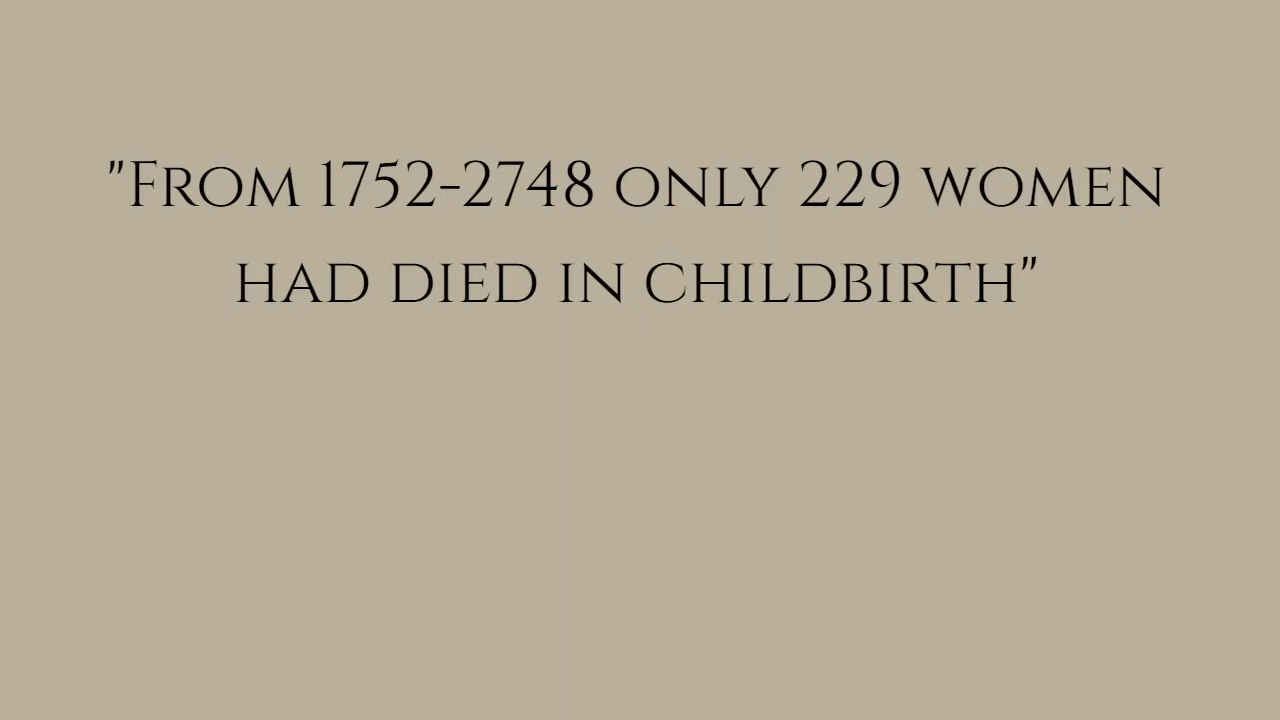 "From 1752-2748 only 229 women
had died in childbirth"